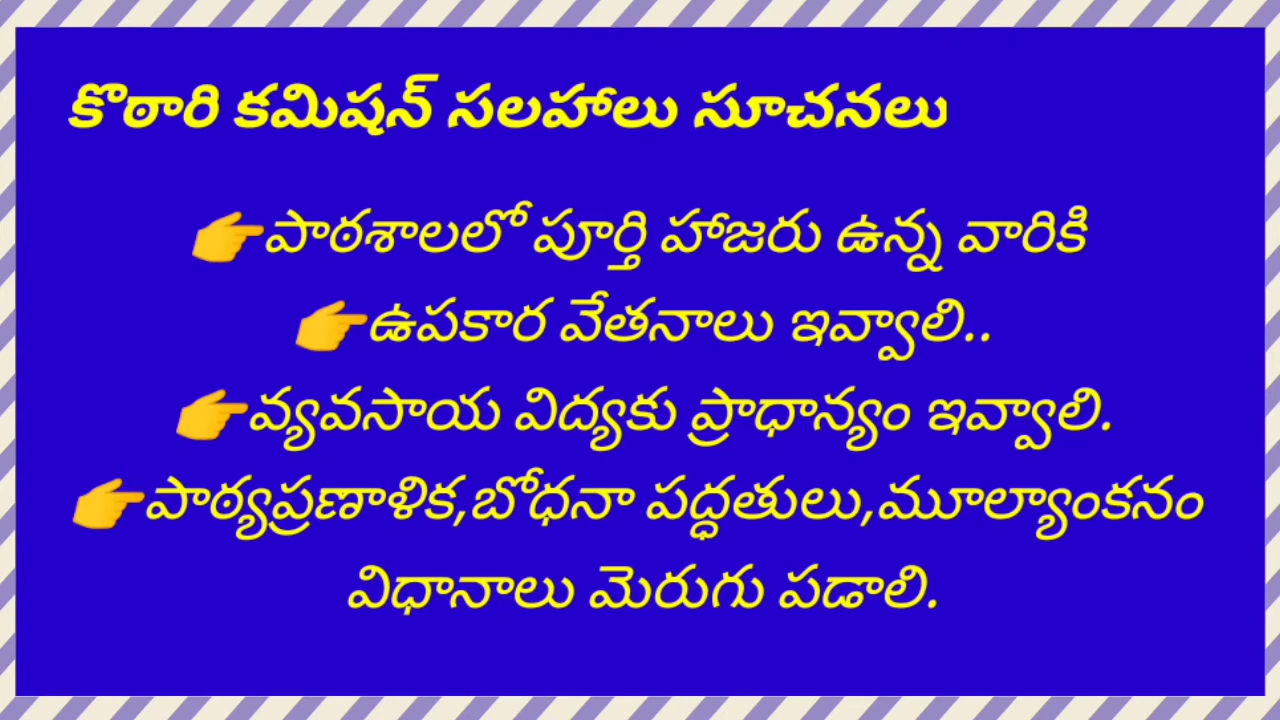 కొఠారి కమిషన్ సలహాలు సూచనలు
👉పాఠశాలలో పూర్తి హాజరు ఉన్న వారికి
👉ఉపకార వేతనాలు ఇవ్వాలి..
👉వ్యవసాయ విద్యకు ప్రాధాన్యం ఇవ్వాలి.
👉పాఠ్యప్రణాళిక,బోధనా పద్ధతులు,మూల్యాంకనం
విధానాలు మెరుగు పడాలి.